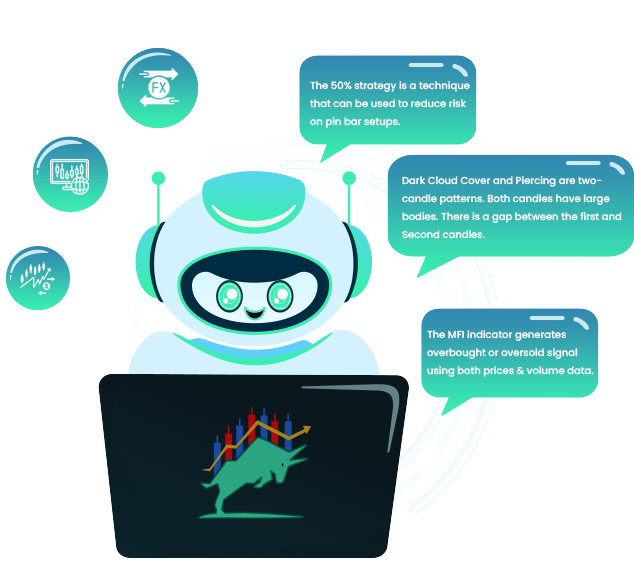 FX
The 50% strategy is a technique
that can be used to reduce risk
on pin bar setups.
Dark Cloud Cover and Piercing are two-
candle patterns. Both candles have large
bodies. There is a gap between the first and
Second candles.
The MFI indicator generates
overbought or oversold signal
using both prices & volume data.